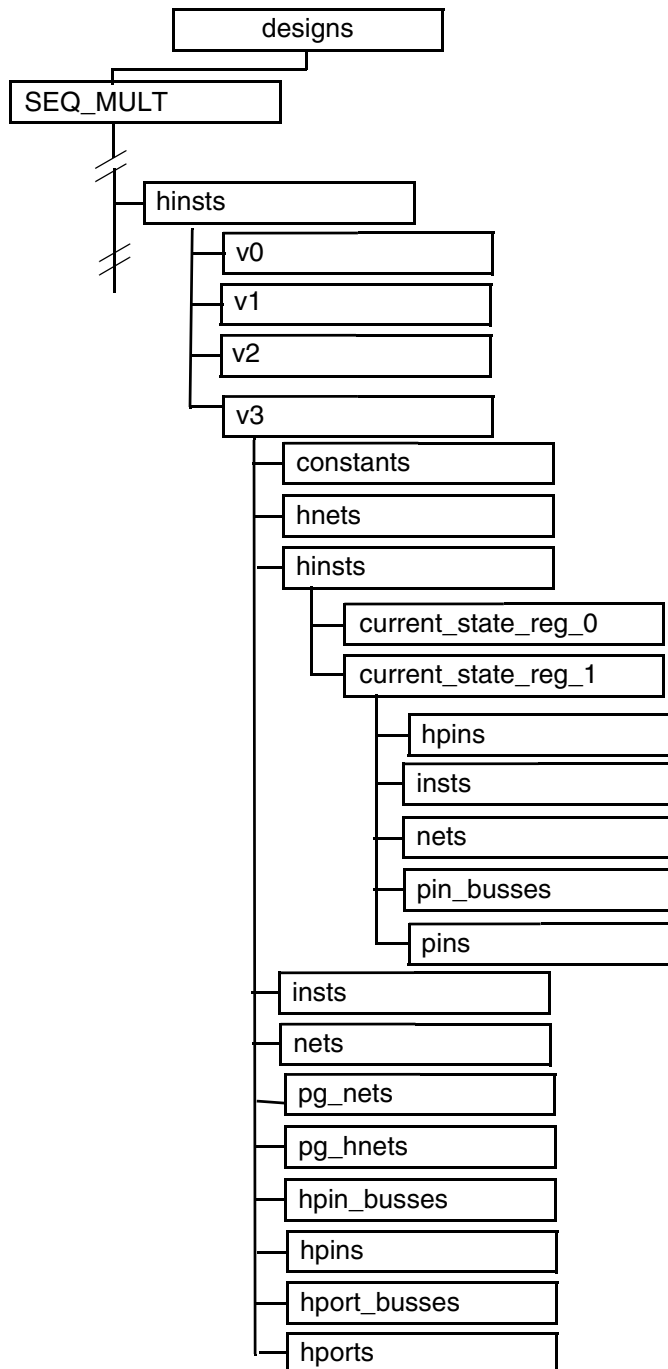 designs
SEQ_MULT
hinsts
v0
v1
v2
v3
constants
hnets
hinsts
current_state_reg_0
current_state_reg_1
hpins
insts
nets
pin_busses
pins
insts
nets
pg_nets
pg_hnets
hpin_busses
hpins
hport_busses
hports